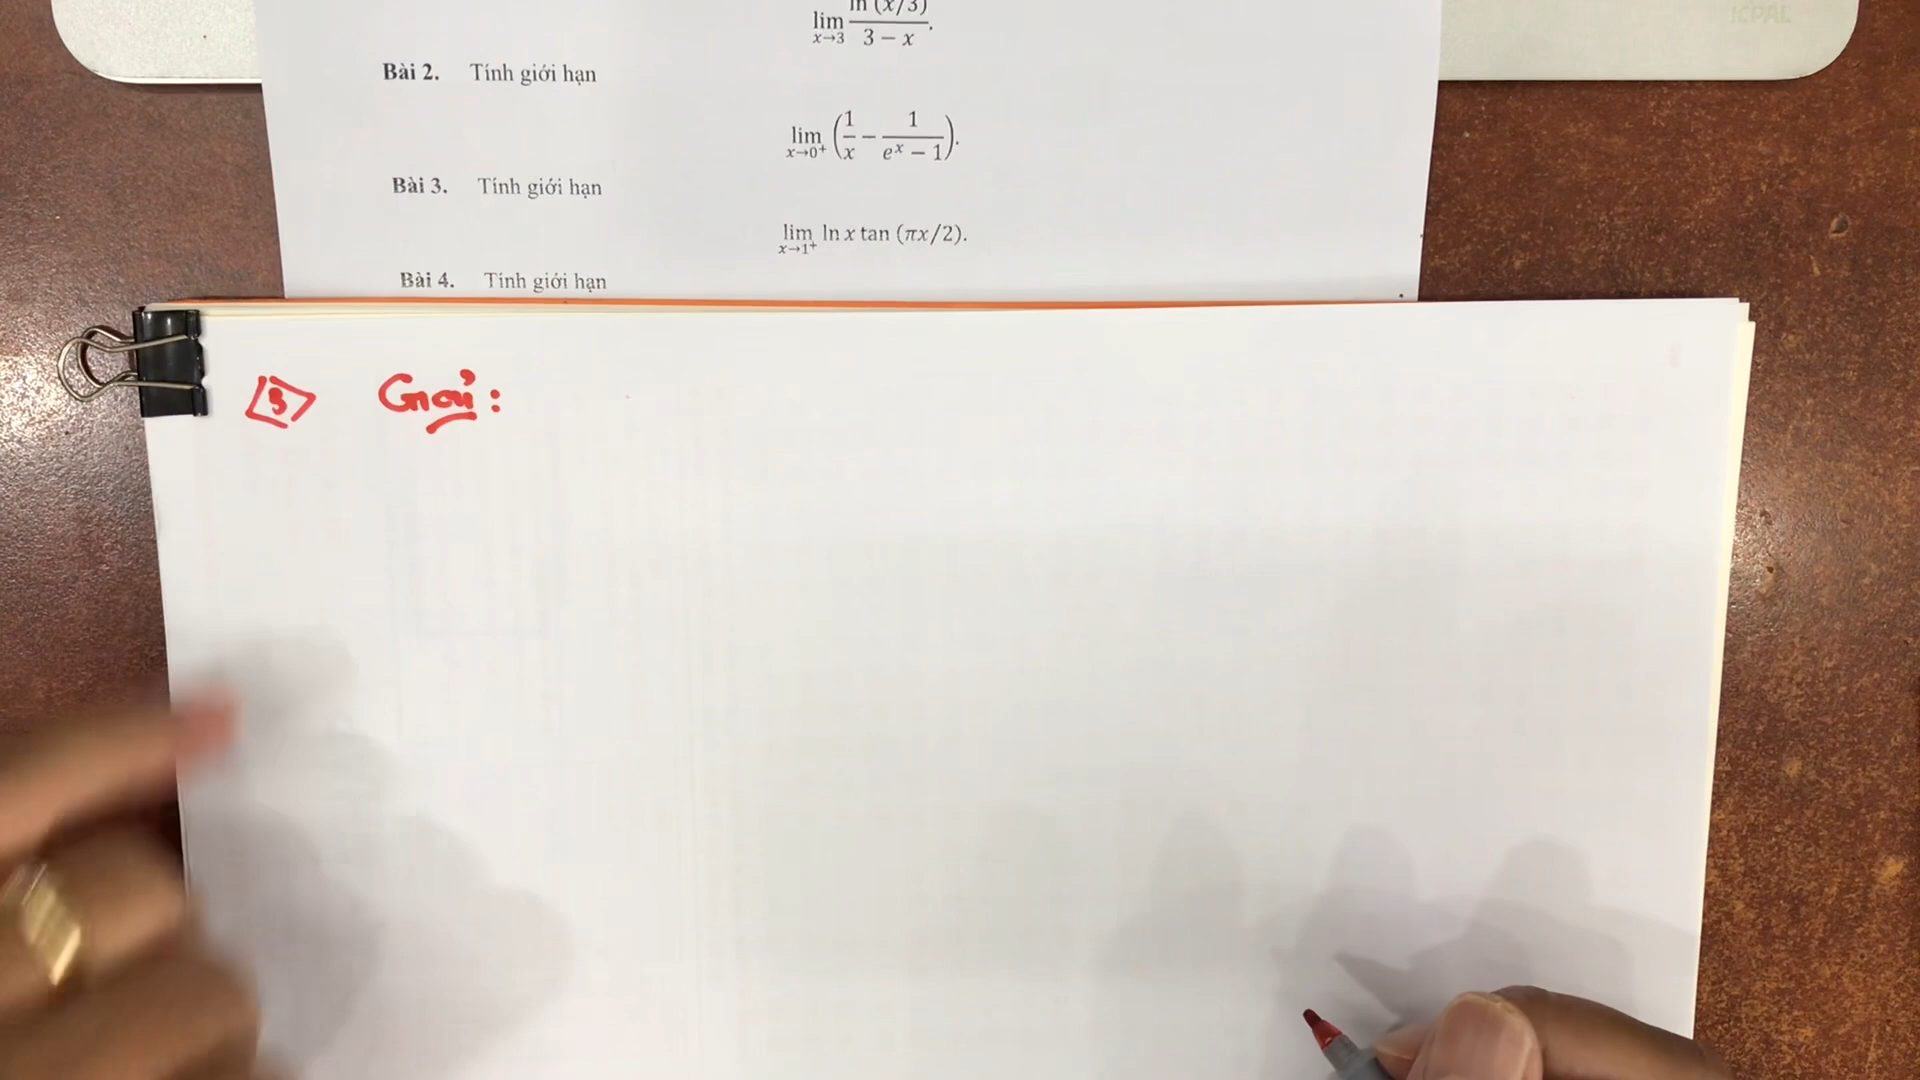 lim x→3 ln (x/3) / 3 − x .
Bài 2. Tính giới hạn
lim x→0⁺ (1/x − 1/(eˣ − 1)).
Bài 3. Tính giới hạn
lim x→1⁺ ln x tan (πx/2).
Bài 4. Tính giới hạn
3 Giải: